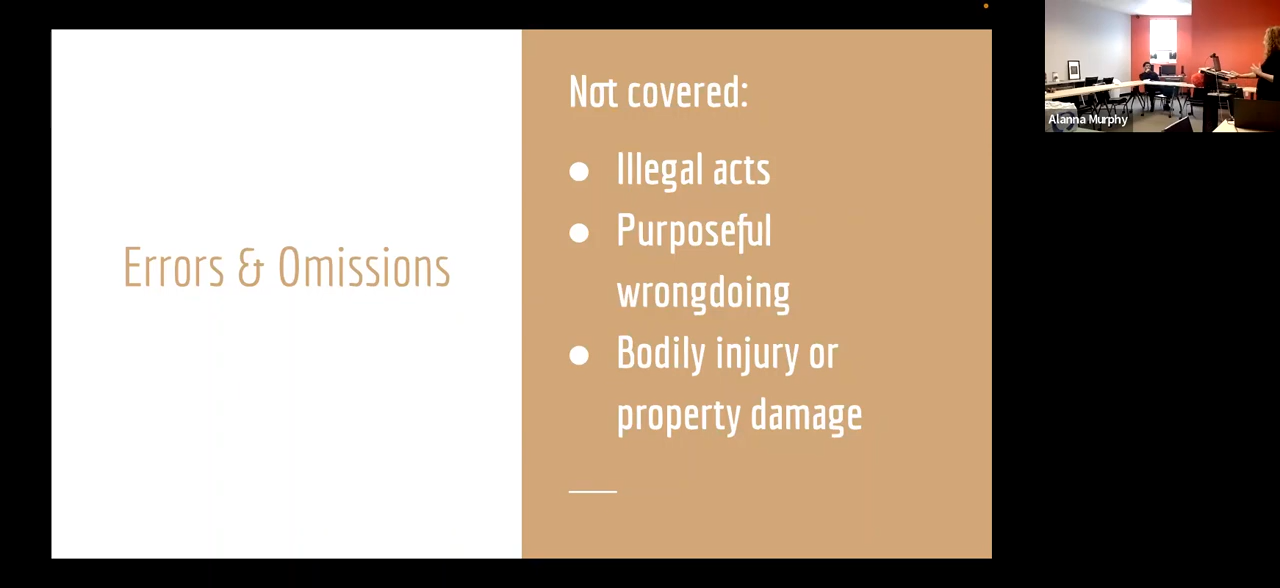 Errors & Omissions
Not covered:
● Illegal acts
● Purposeful
wrongdoing
● Bodily injury or
property damage
Alanna Murphy